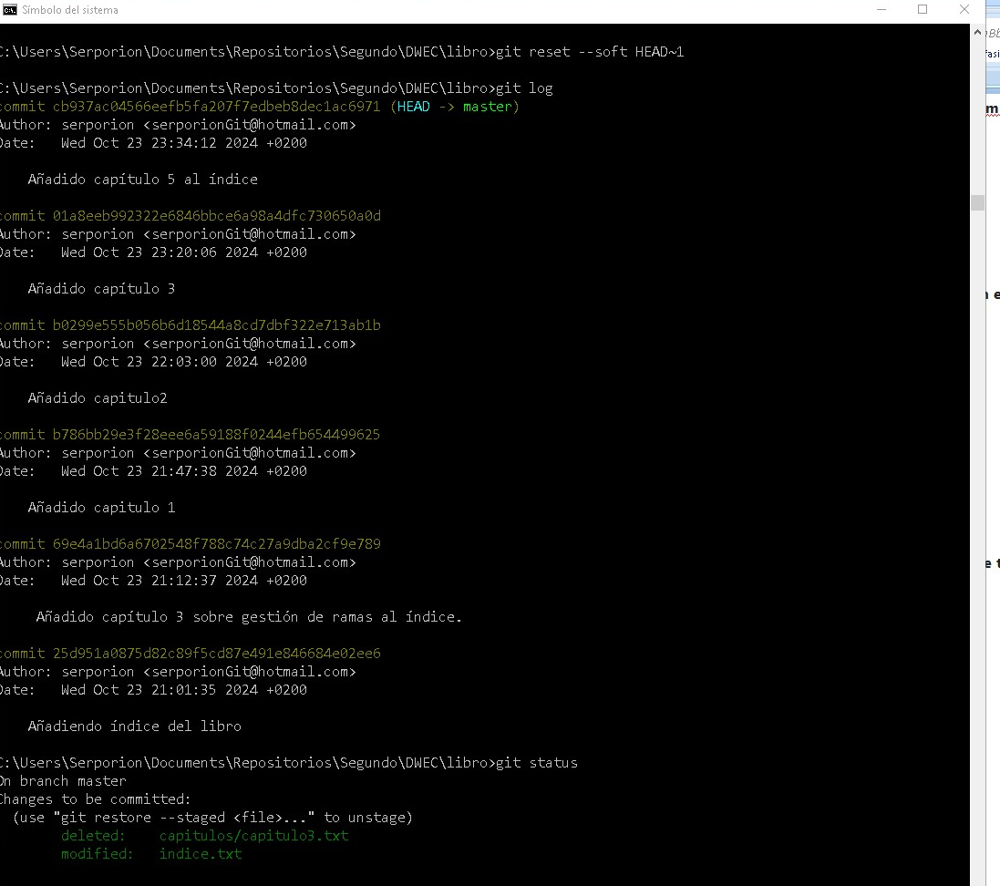 Símbolo del sistema
C:\Users\Serporion\Documents\Repositorios\Segundo\DWEC\libro>git reset --soft HEAD~1
C:\Users\Serporion\Documents\Repositorios\Segundo\DWEC\libro>git log
commit cb937ac04566eefb5fa207f7edbeb8dec1ac6971 (HEAD -> master)
Author: serporion <serporionGit@hotmail.com>
Date:   Wed Oct 23 23:34:12 2024 +0200
Añadido capítulo 5 al índice
commit 01a8eeb992322e6846bbce6a98a4dfc730650a0d
Author: serporion <serporionGit@hotmail.com>
Date:   Wed Oct 23 23:20:06 2024 +0200
Añadido capítulo 3
commit b0299e555b056b6d18544a8cd7dbf322e713ab1b
Author: serporion <serporionGit@hotmail.com>
Date:   Wed Oct 23 22:03:00 2024 +0200
Añadido capitulo2
commit b786bb29e3f28eee6a59188f0244efb654499625
Author: serporion <serporionGit@hotmail.com>
Date:   Wed Oct 23 21:47:38 2024 +0200
Añadido capitulo 1
commit 69e4a1bd6a6702548f788c74c27a9dba2cf9e789
Author: serporion <serporionGit@hotmail.com>
Date:   Wed Oct 23 21:12:37 2024 +0200
Añadido capítulo 3 sobre gestión de ramas al índice.
commit 25d951a0875d82c89f5cd87e491e846684e02ee6
Author: serporion <serporionGit@hotmail.com>
Date:   Wed Oct 23 21:01:35 2024 +0200
Añadiendo índice del libro
C:\Users\Serporion\Documents\Repositorios\Segundo\DWEC\libro>git status
On branch master
Changes to be committed:
(use "git restore --staged <file>..." to unstage)
deleted:    capitulos/capitulo3.txt
modified:   indice.txt